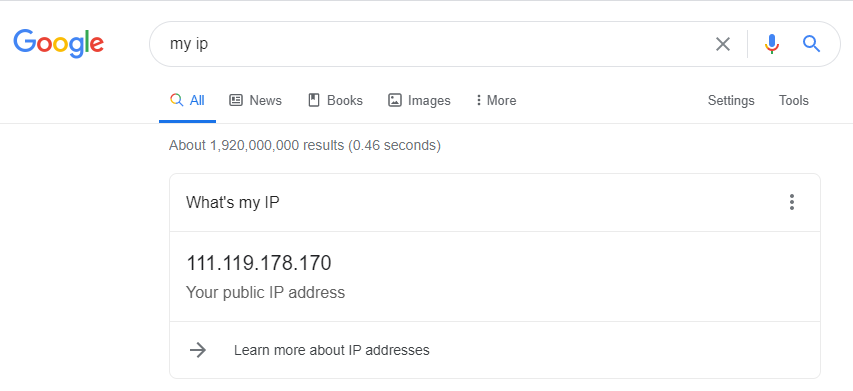 Google
my ip
All News Books Images More Settings Tools
About 1,920,000,000 results (0.46 seconds)
What's my IP
111.119.178.170
Your public IP address
Learn more about IP addresses